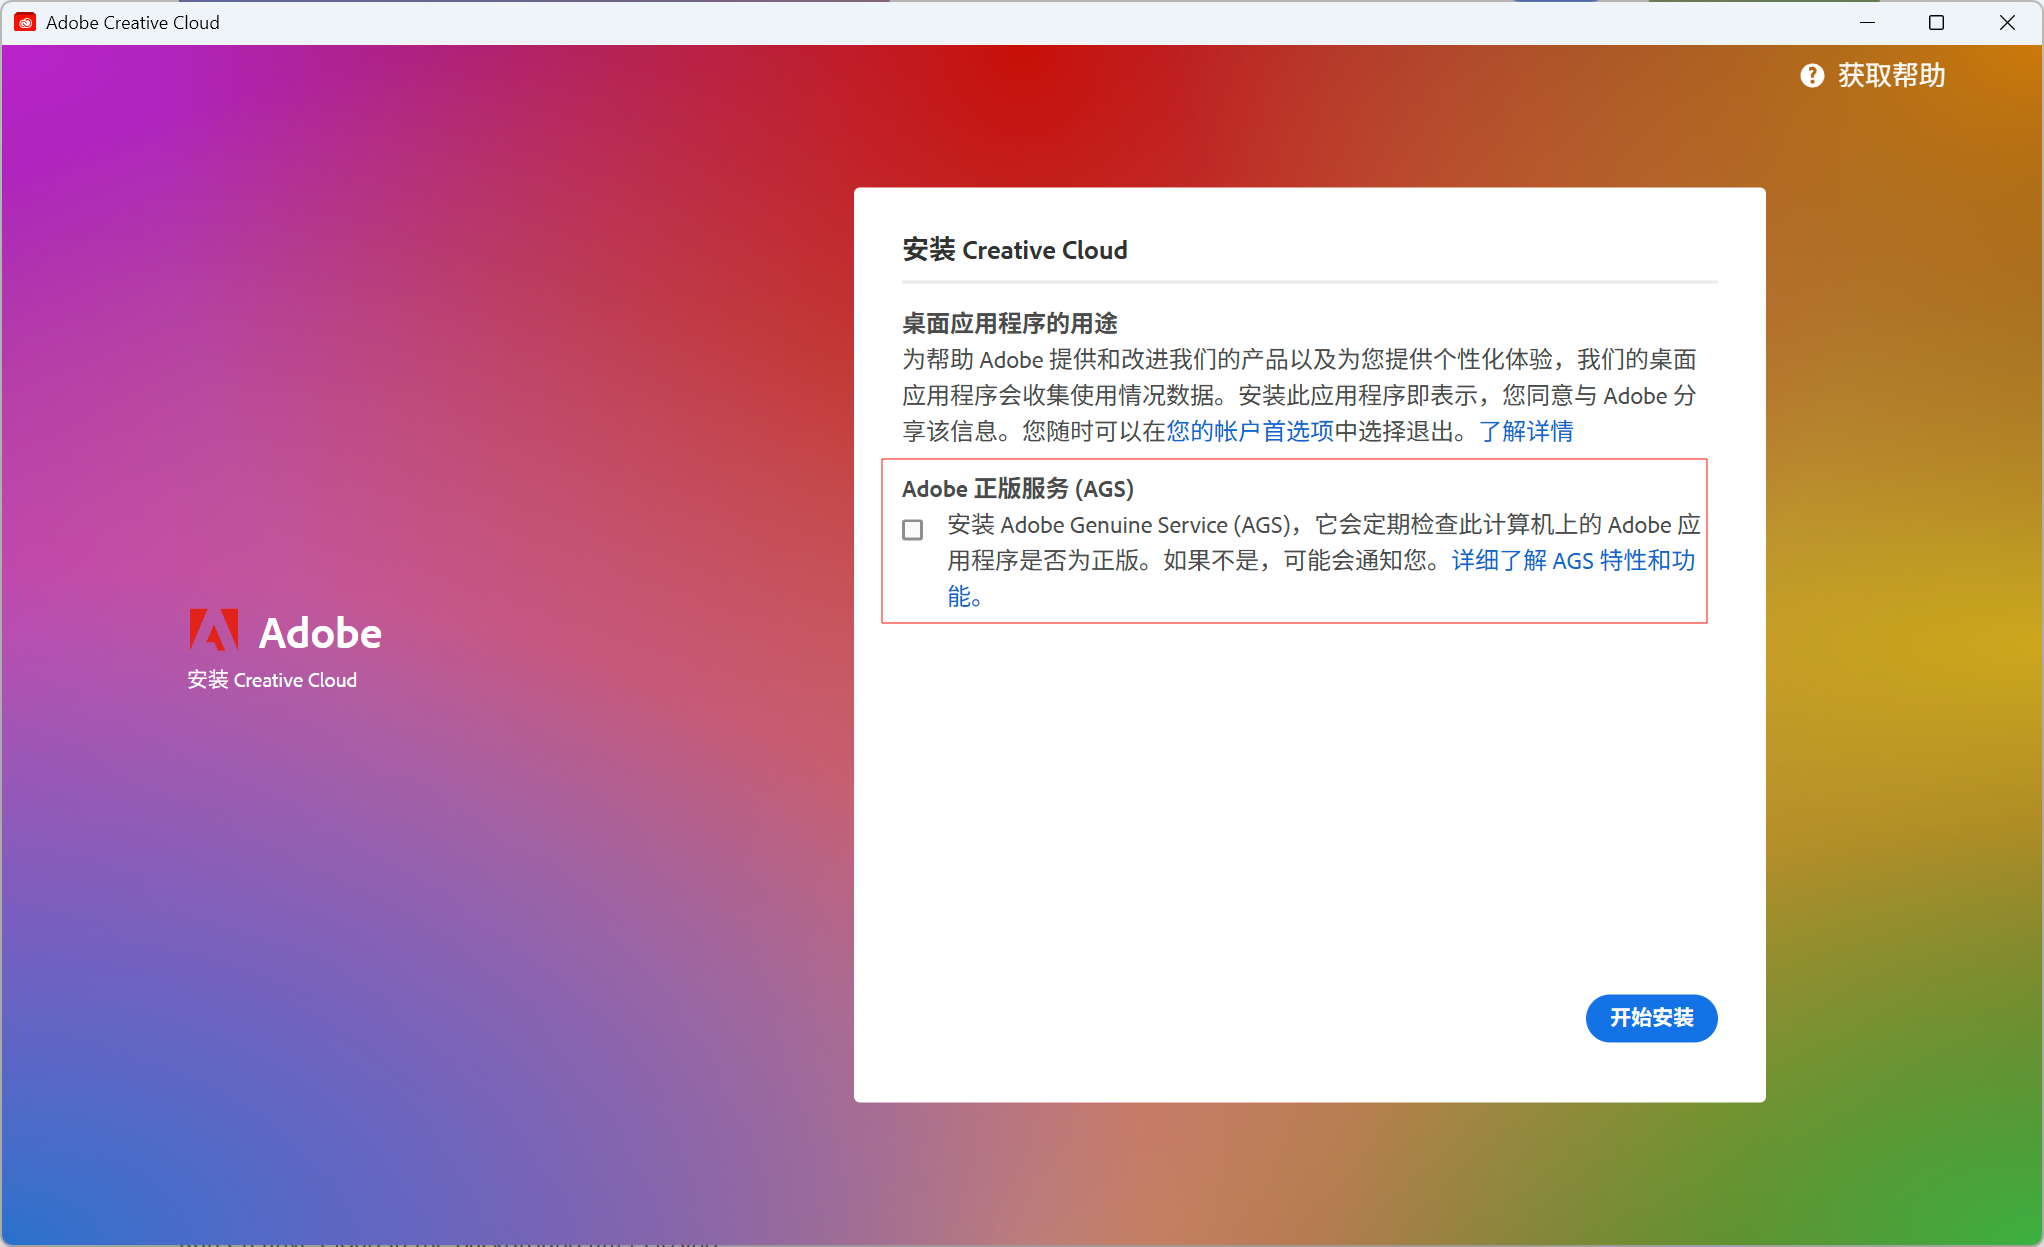 Adobe Creative Cloud
获取帮助
安装 Creative Cloud
桌面应用程序的用途
为帮助 Adobe 提供和改进我们的产品以及为您提供个性化体验，我们的桌面
应用程序会收集使用情况数据。安装此应用程序即表示，您同意与 Adobe 分
享该信息。您随时可以在您的帐户首选项中选择退出。了解详情
Adobe 正版服务 (AGS)
安装 Adobe Genuine Service (AGS)，它会定期检查此计算机上的 Adobe 应
用程序是否为正版。如果不是，可能会通知您。详细了解 AGS 特性和功
能。
Adobe
安装 Creative Cloud
开始安装